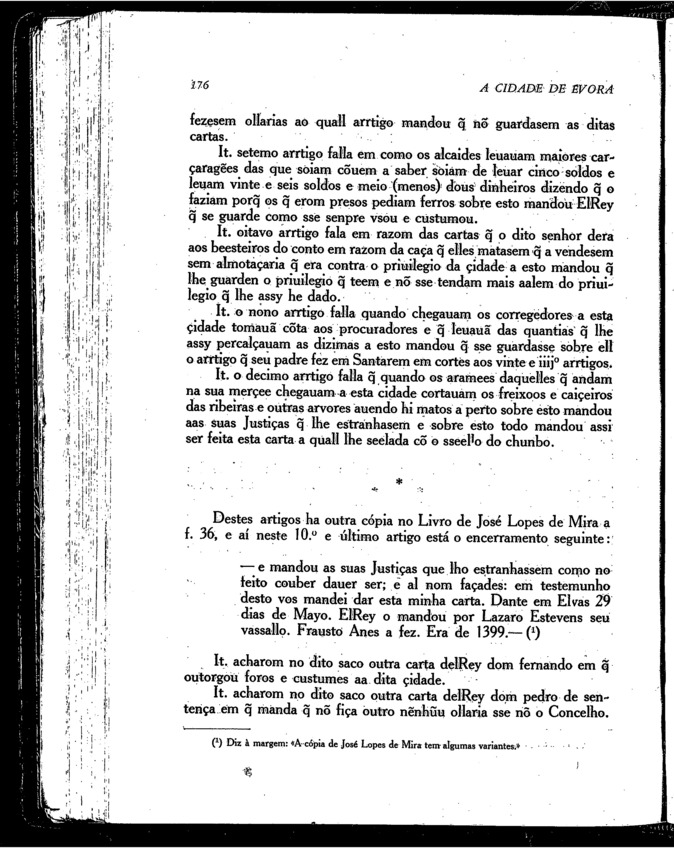 176
A CIDADE DE ÉVORA
fezesem ollarias ao quall arrtigo mandou q̃ nõ guardasem as ditas
cartas.
It. setemo arrtigo falla em como os alcaides leuauam maiores car-
çaragẽes das que soiam cõuem a saber soiam de leuar cinco soldos e
leuam vinte e seis soldos e meio (menos) dous dinheiros dizendo q̃ o
faziam porq̃ os q̃ erom presos pediam ferros sobre esto mandou ElRey
q̃ se guarde como sse senpre vsou e custumou.
It. oitavo arrtigo fala em razom das cartas q̃ o dito senhor dera
aos beesteiros do conto em razom da caça q̃ elles matasem q̃ a vendesem
sem almotaçaria q̃ era contra o priuilegio da çidade a esto mandou q̃
lhe guarden o priuilegio q̃ teem e nõ sse tendam mais aalem do priui-
legio q̃ lhe assy he dado.
It. o nono arrtigo falla quando chegauam os corregedores a esta
çidade tomauã cõta aos procuradores e q̃ leuauã das quantias q̃ lhe
assy percalçauam as dizimas a esto mandou q̃ sse guardasse sobre ell
o arrtigo q̃ seu padre fez em Santarem em cortes aos vinte e iiijº arrtigos.
It. o decimo arrtigo falla q̃ quando os aramees daquelles q̃ andam
na sua merçee chegauam a esta cidade cortauam os freixoos e caiçeiros
das ribeiras e outras arvores auendo hi matos a perto sobre esto mandou
aas suas Justiças q̃ lhe estranhasem e sobre esto todo mandou assi
ser feita esta carta a quall lhe seelada cõ o sseello do chunbo.
*
Destes artigos ha outra cópia no Livro de José Lopes de Mira a
f. 36, e aí neste 10.º e último artigo está o encerramento seguinte:
— e mandou as suas Justiças que lho estranhassem como no
feito couber dauer ser; e al nom façades: em testemunho
desto vos mandei dar esta minha carta. Dante em Elvas 29
dias de Mayo. ElRey o mandou por Lazaro Estevens seu
vassallo. Frausto Anes a fez. Era de 1399.— (¹)
It. acharom no dito saco outra carta delRey dom fernando em q̃
outorgou foros e custumes aa dita çidade.
It. acharom no dito saco outra carta delRey dom pedro de sen-
tença em q̃ manda q̃ nõ fiça outro nẽnhũu ollaria sse nõ o Concelho.
(¹) Diz à margem: «A cópia de José Lopes de Mira tem algumas variantes.»